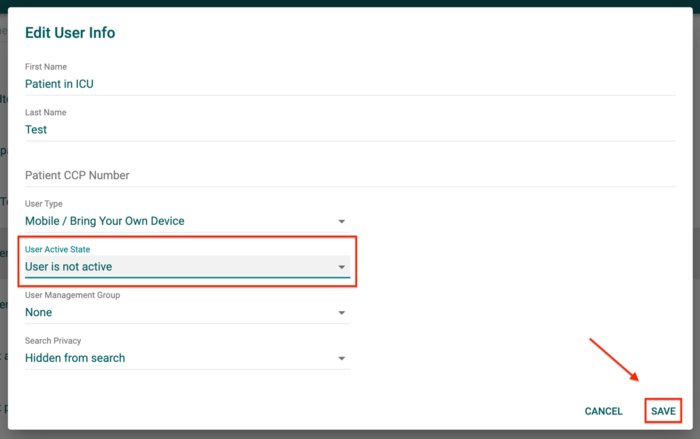 Edit User Info
First Name
Patient in ICU
Last Name
Test
Patient CCP Number
User Type
Mobile / Bring Your Own Device
User Active State
User is not active
User Management Group
None
Search Privacy
Hidden from search
CANCEL SAVE